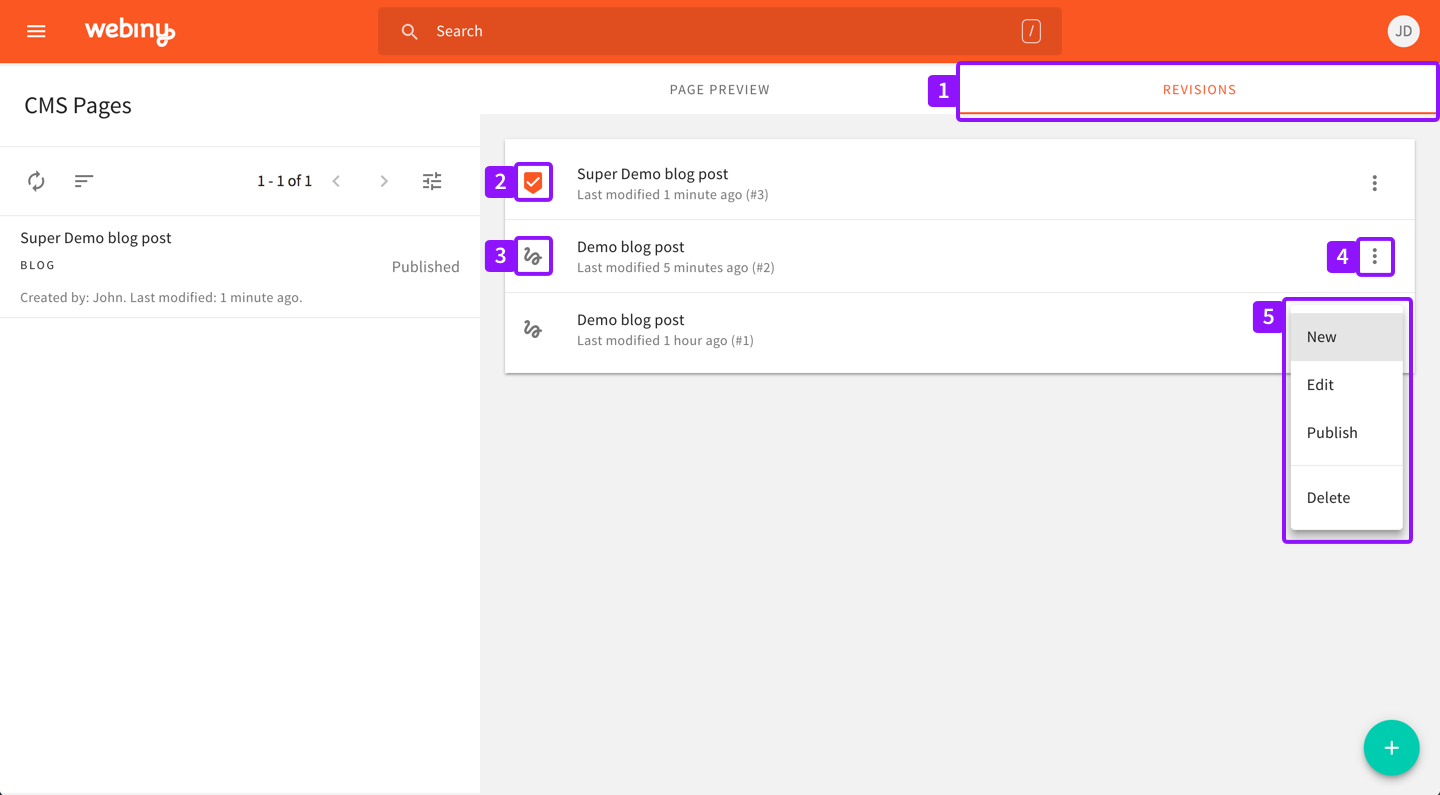 webiny
Search
/
JD
CMS Pages
1 - 1 of 1
Super Demo blog post
BLOG
Published
Created by: John. Last modified: 1 minute ago.
PAGE PREVIEW
1
REVISIONS
2
Super Demo blog post
Last modified 1 minute ago (#3)
3
Demo blog post
Last modified 5 minutes ago (#2)
4
Demo blog post
Last modified 1 hour ago (#1)
5
New
Edit
Publish
Delete
+